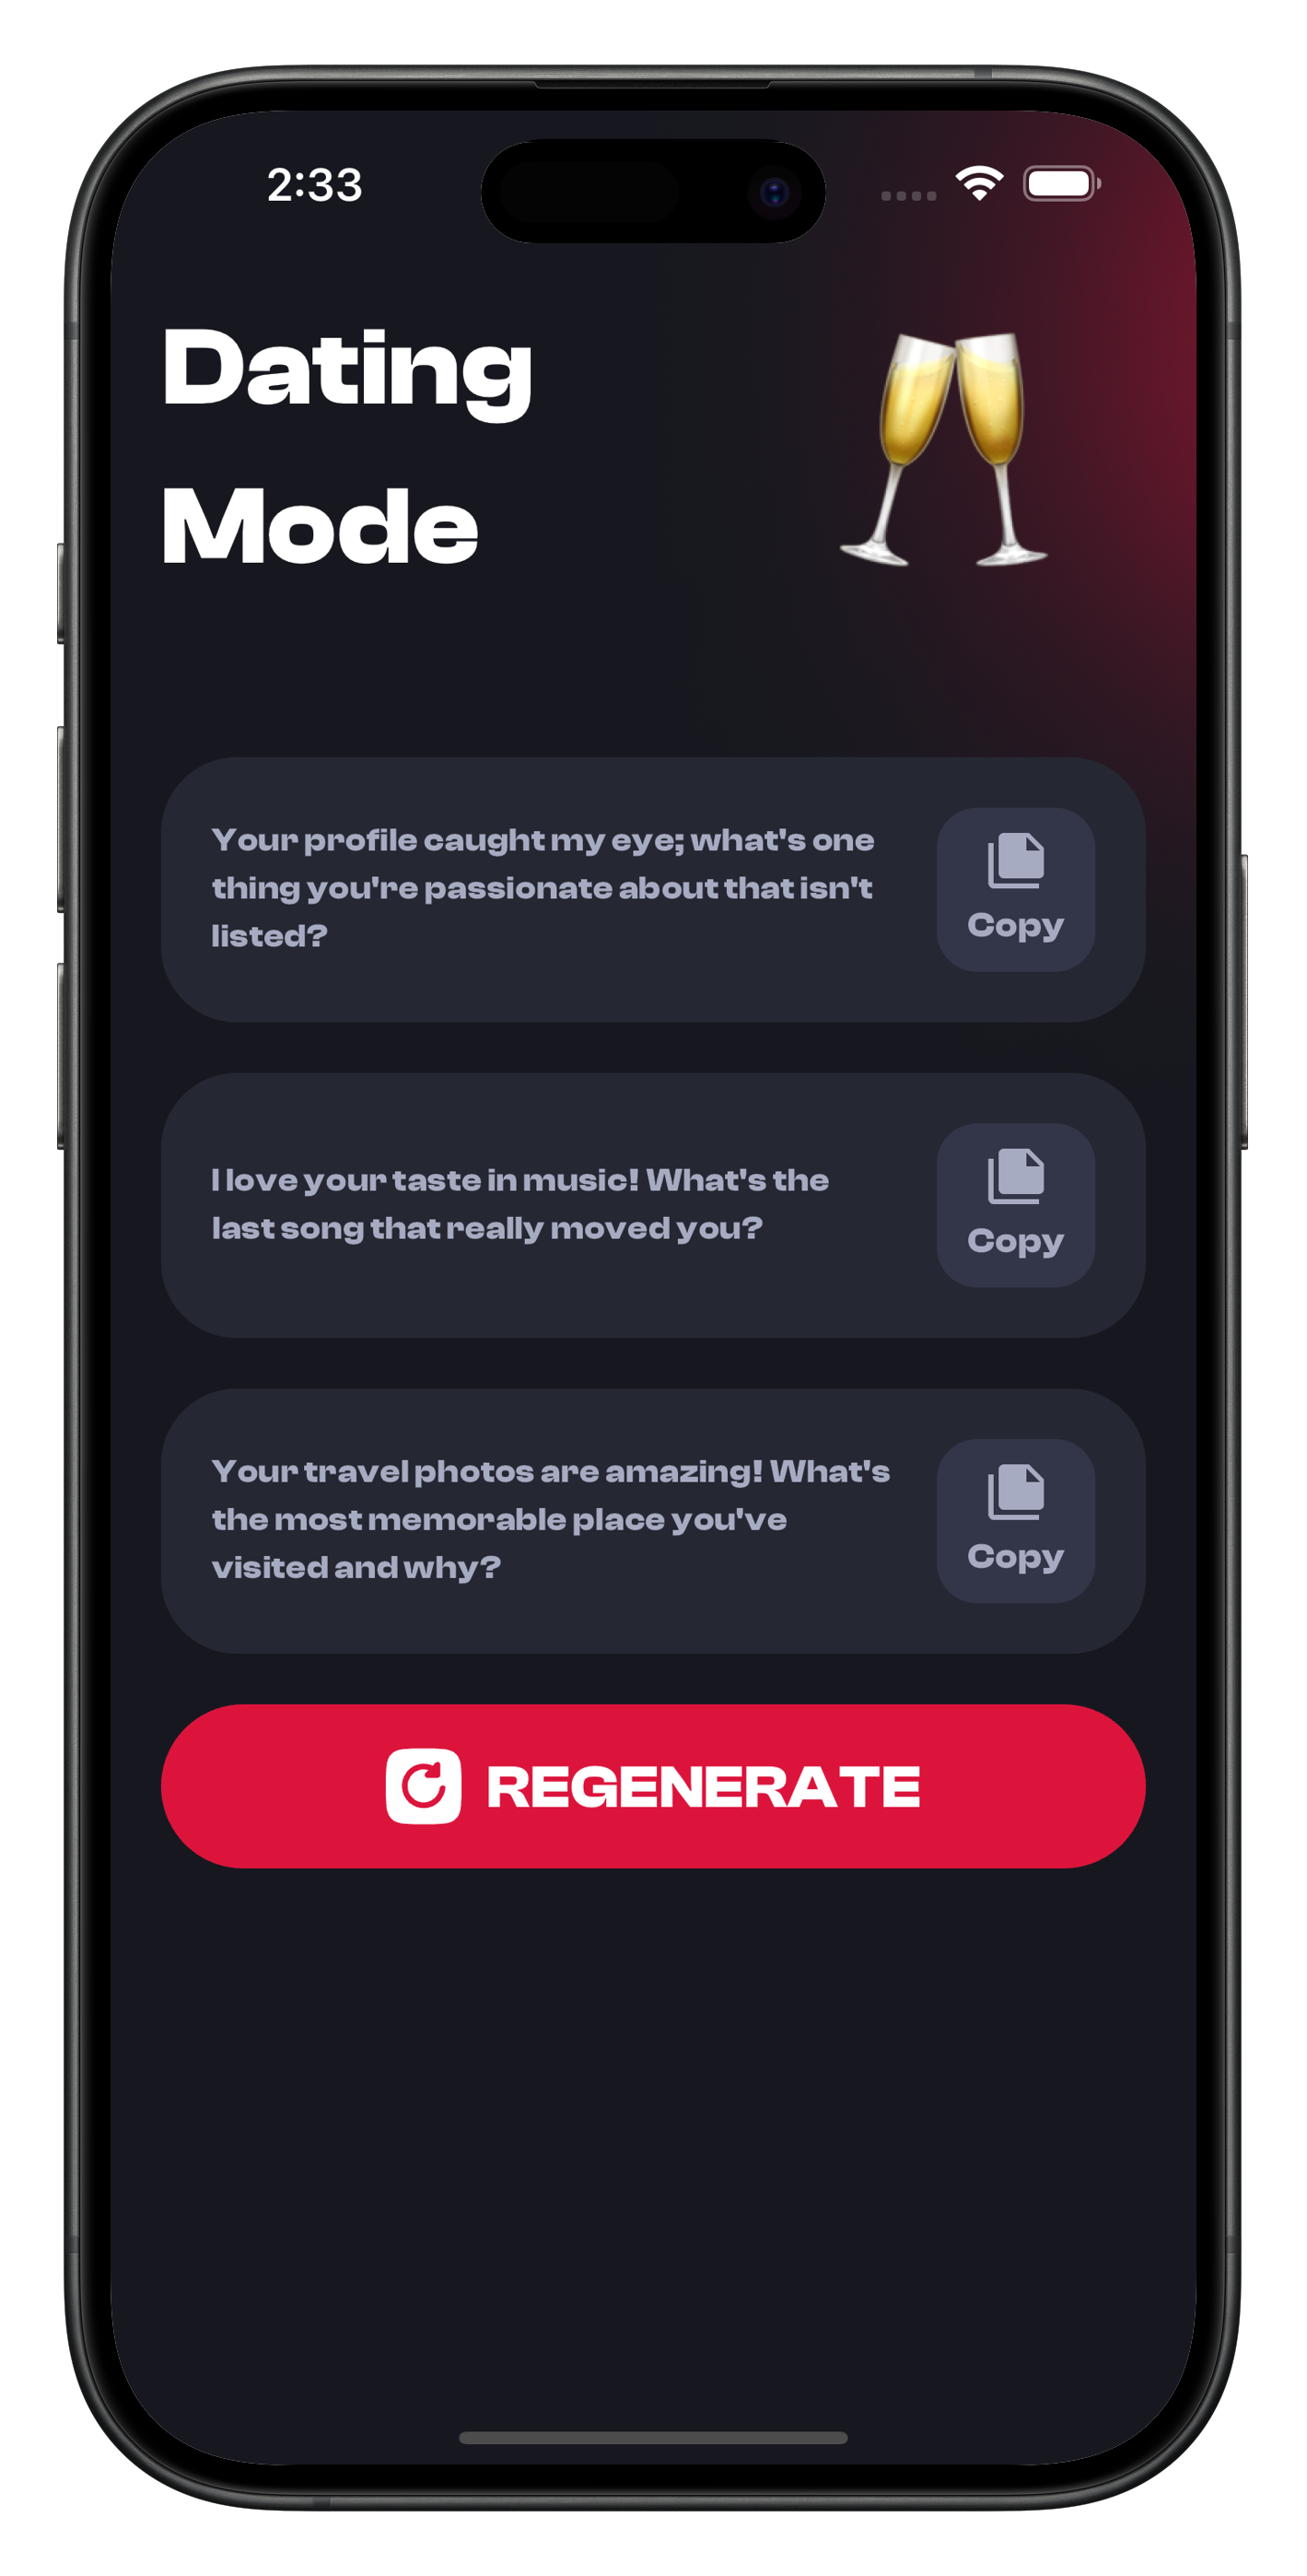 2:33
Dating
Mode
Your profile caught my eye; what's one
thing you're passionate about that isn't
listed?
Copy
I love your taste in music! What's the
last song that really moved you?
Copy
Your travel photos are amazing! What's
the most memorable place you've
visited and why?
Copy
REGENERATE